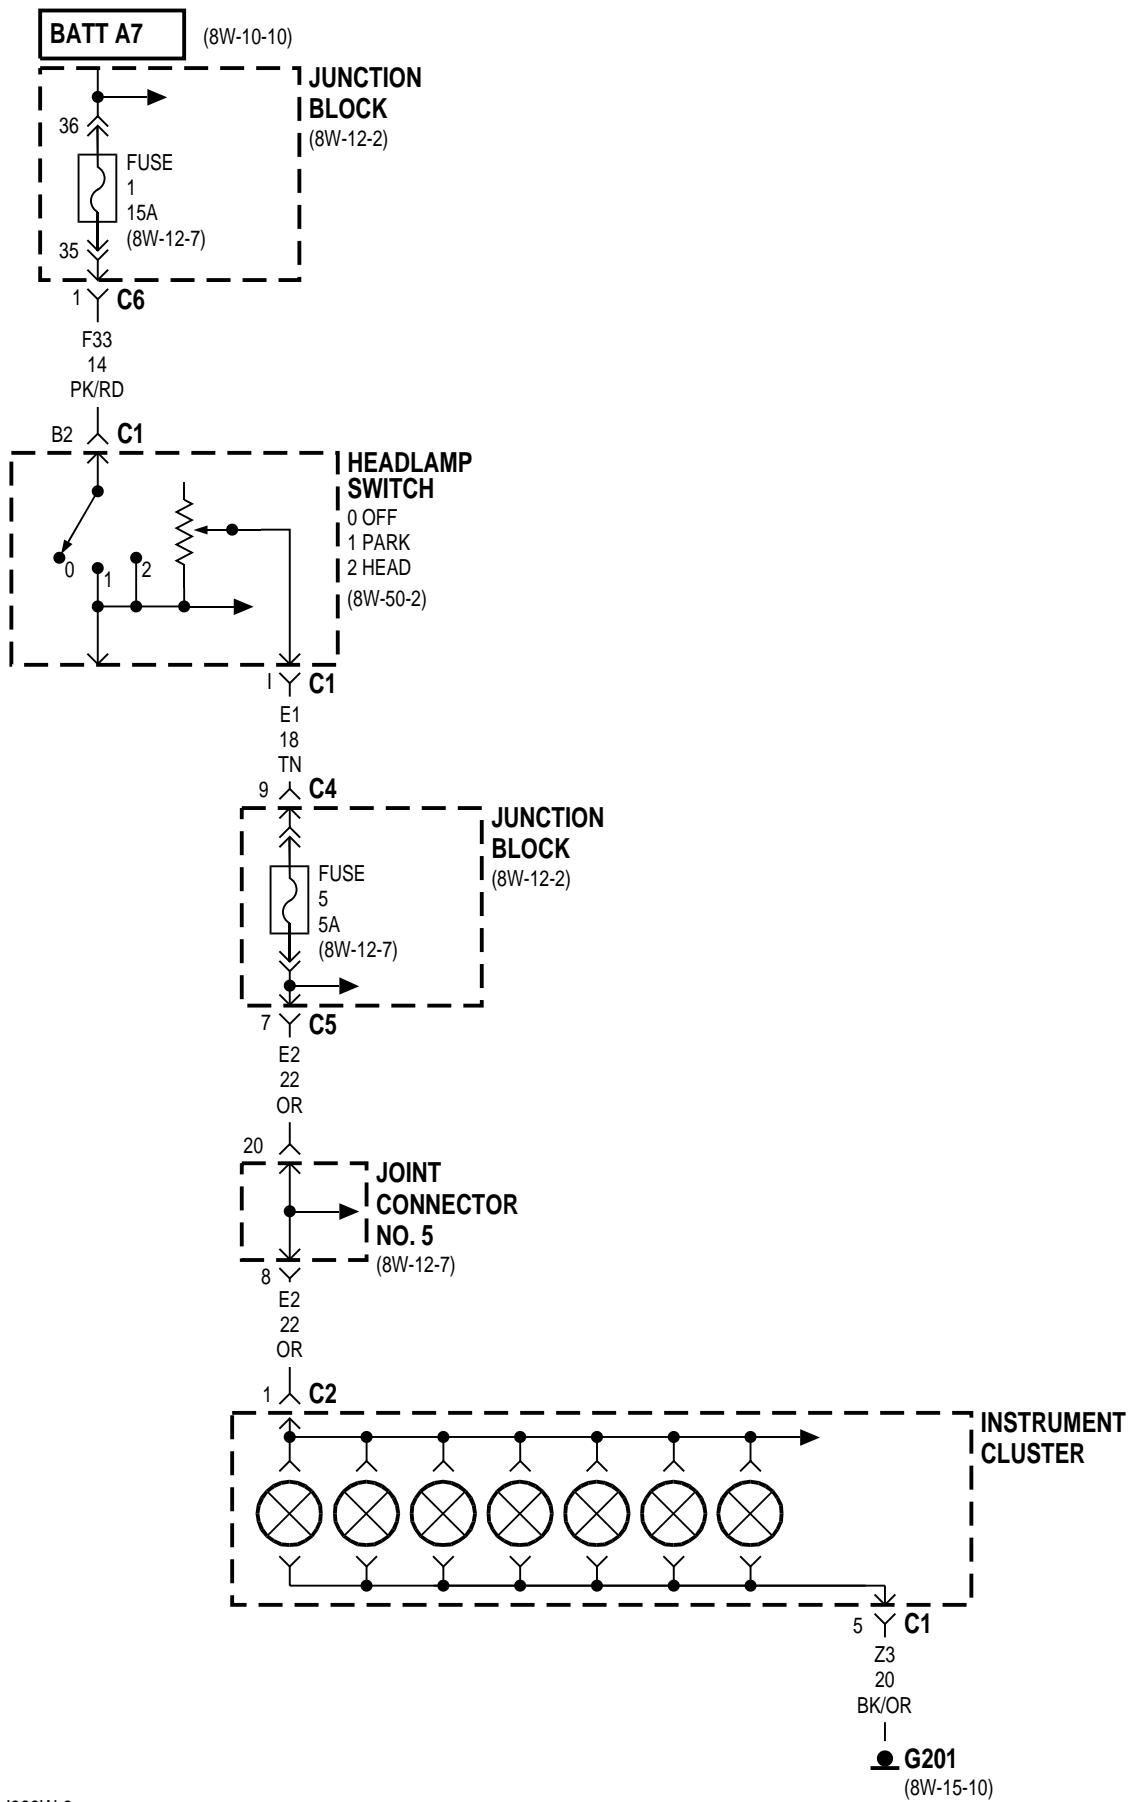 BATT A7
(8W-10-10)
JUNCTION
BLOCK
(8W-12-2)
36
FUSE
1
15A
(8W-12-7)
35
1
C6
F33
14
PK/RD
B2
C1
HEADLAMP
SWITCH
0 OFF
1 PARK
2 HEAD
(8W-50-2)
0
1
2
I
C1
E1
18
TN
9
C4
JUNCTION
BLOCK
(8W-12-2)
FUSE
5
5A
(8W-12-7)
7
C5
E2
22
OR
20
JOINT
CONNECTOR
NO. 5
(8W-12-7)
8
E2
22
OR
1
C2
INSTRUMENT
CLUSTER
5
C1
Z3
20
BK/OR
G201
(8W-15-10)